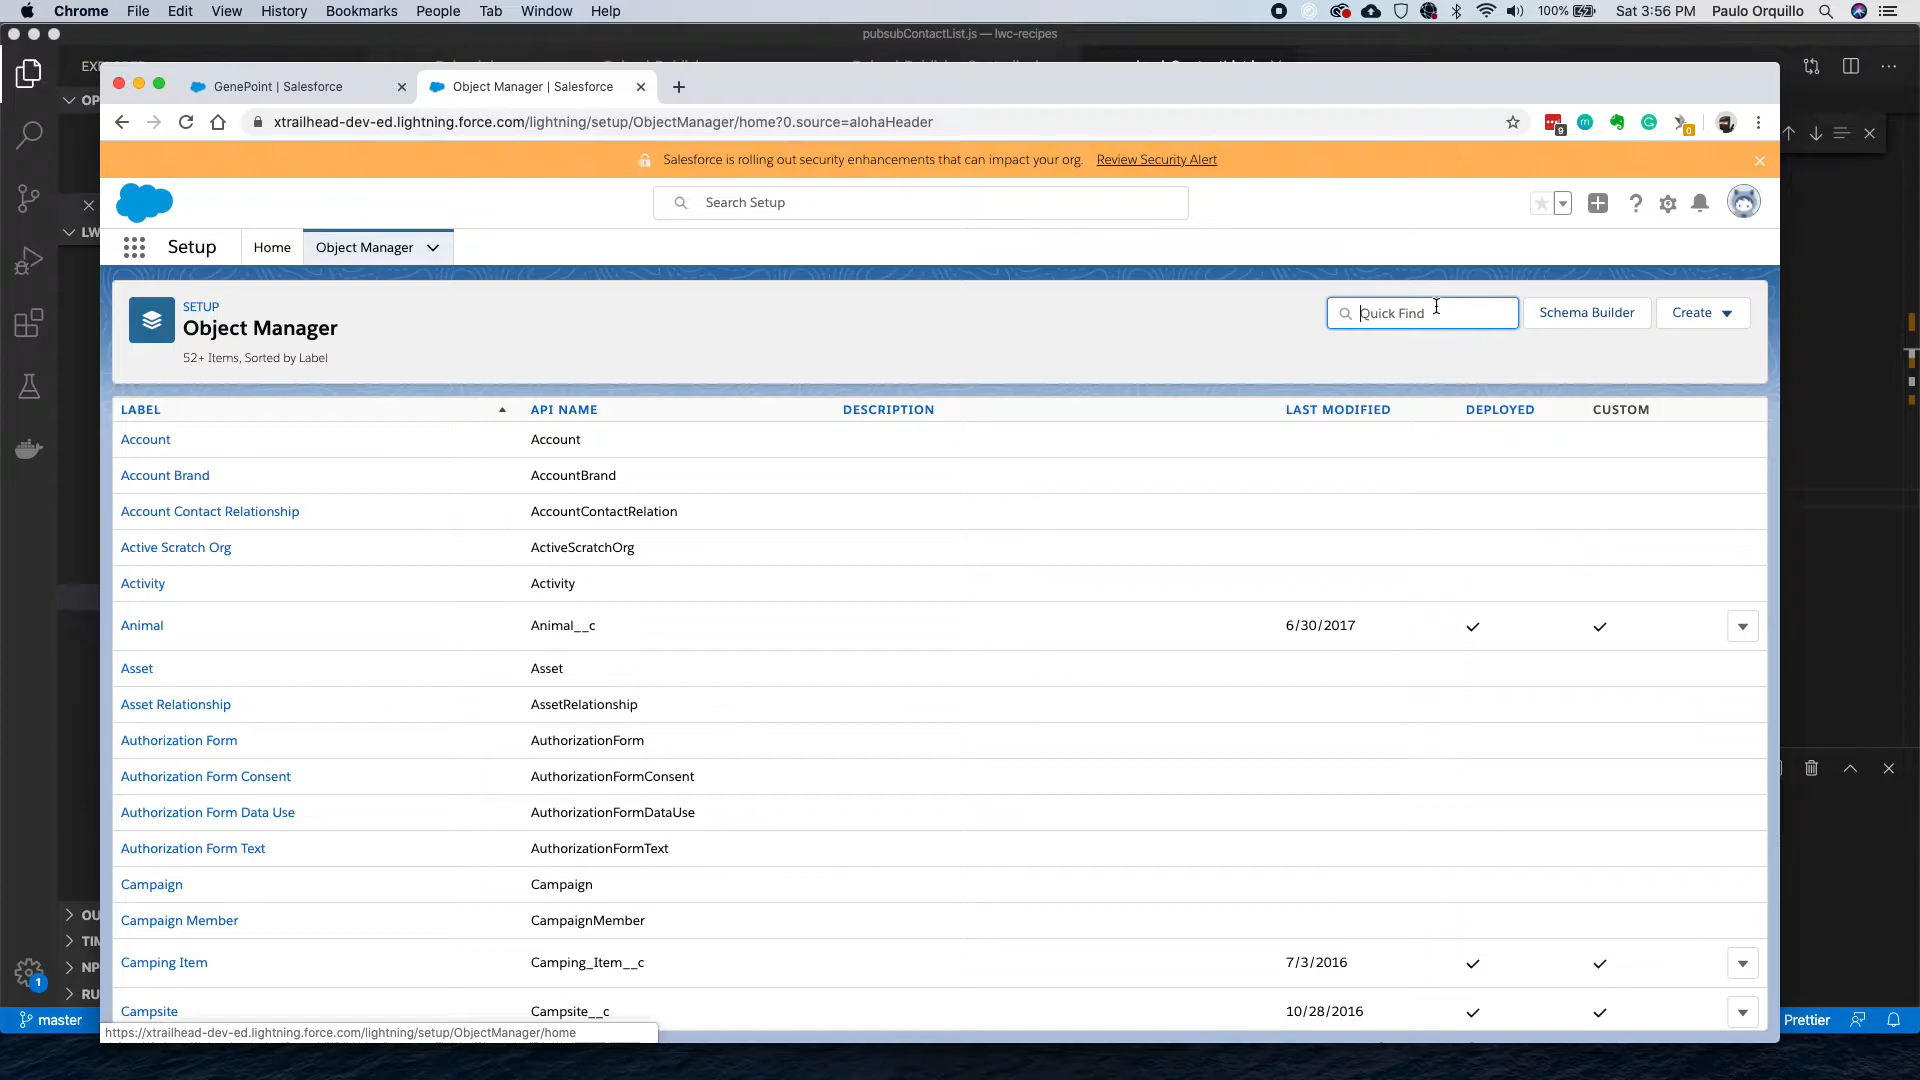 Chrome File Edit View History Bookmarks People Tab Window Help 100% Sat 3:56 PM Paulo Orquillo
pubsubContactList.js — lwc-recipes
GenePoint | Salesforce
Object Manager | Salesforce
xtrailhead-dev-ed.lightning.force.com/lightning/setup/ObjectManager/home?0.source=alohaHeader
9
0
Salesforce is rolling out security enhancements that can impact your org. Review Security Alert
Search Setup
Setup Home Object Manager
SETUP
Object Manager
52+ Items, Sorted by Label
Quick Find
Schema Builder
Create
LABEL API NAME DESCRIPTION LAST MODIFIED DEPLOYED CUSTOM
Account Account
Account Brand AccountBrand
Account Contact Relationship AccountContactRelation
Active Scratch Org ActiveScratchOrg
Activity Activity
Animal Animal__c 6/30/2017
Asset Asset
Asset Relationship AssetRelationship
Authorization Form AuthorizationForm
Authorization Form Consent AuthorizationFormConsent
Authorization Form Data Use AuthorizationFormDataUse
Authorization Form Text AuthorizationFormText
Campaign Campaign
Campaign Member CampaignMember
Camping Item Camping_Item__c 7/3/2016
Campsite Campsite__c 10/28/2016
https://xtrailhead-dev-ed.lightning.force.com/lightning/setup/ObjectManager/home
1
master
Prettier